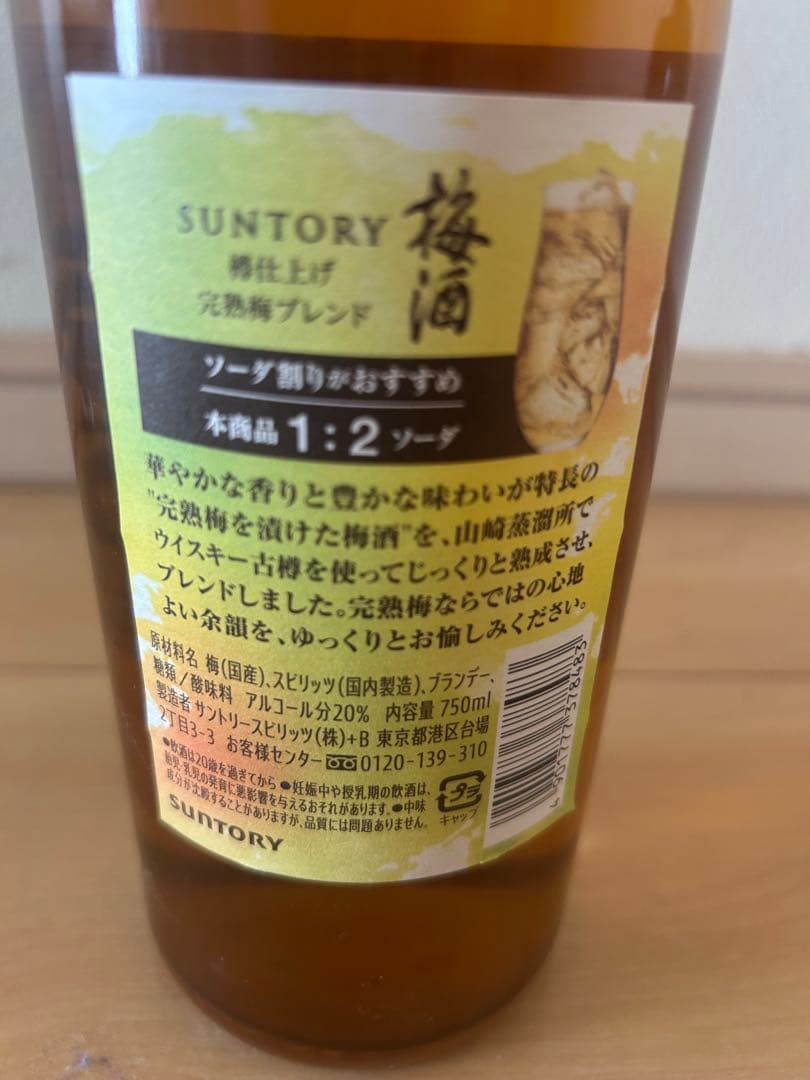 SUNTORY 梅酒
樽仕上げ
完熟梅ブレンド
ソーダ割りがおすすめ
本商品 1:2 ソーダ
華やかな香りと豊かな味わいが特長の
"完熟梅を漬けた梅酒"を、山崎蒸溜所で
ウイスキー古樽を使ってじっくりと熟成させ、
ブレンドしました。完熟梅ならではの心地
よい余韻を、ゆっくりとお愉しみください。
原材料名 梅(国産)、スピリッツ(国内製造)、ブランデー、
糖類/酸味料 アルコール分20% 内容量 750ml
製造者 サントリースピリッツ(株)+B 東京都港区台場
2丁目3-3 お客様センター 0120-139-310
●飲酒は20歳を過ぎてから ●妊娠中や授乳期の飲酒は、
胎児・乳児の発育に悪影響を与えるおそれがあります。●中味
成分が沈殿することがありますが、品質には問題ありません。
キャップ
SUNTORY
4 901777 378483